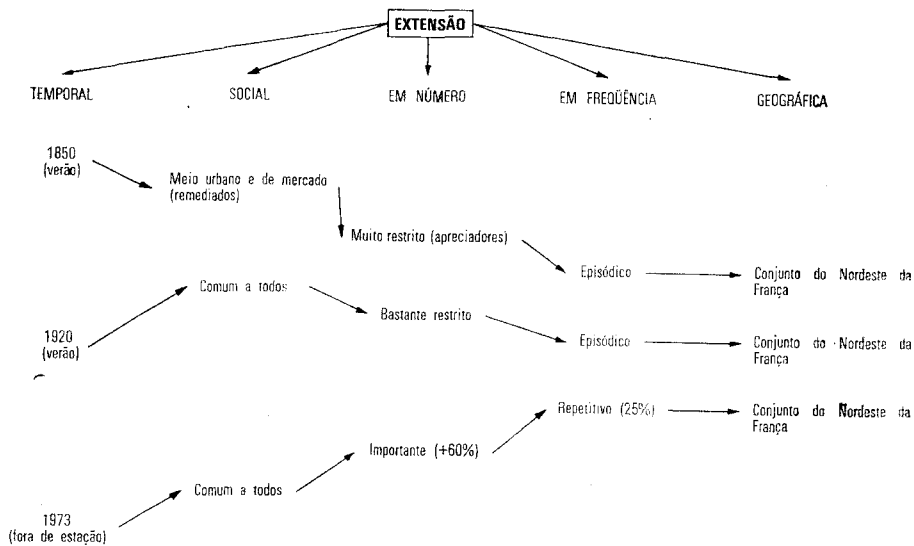 EXTENSÃO
TEMPORAL
SOCIAL
EM NÚMERO
EM FREQÜÊNCIA
GEOGRÁFICA
1850
(verão)
Meio urbano e de mercado
(remediados)
Muito restrito (apreciadores)
Episódico
Conjunto do Nordeste da
França
1920
(verão)
Comum a todos
Bastante restrito
Episódico
Conjunto do Nordeste da
França
1973
(fora de estação)
Comum a todos
Importante (+60%)
Repetitivo (25%)
Conjunto do Nordeste da
França